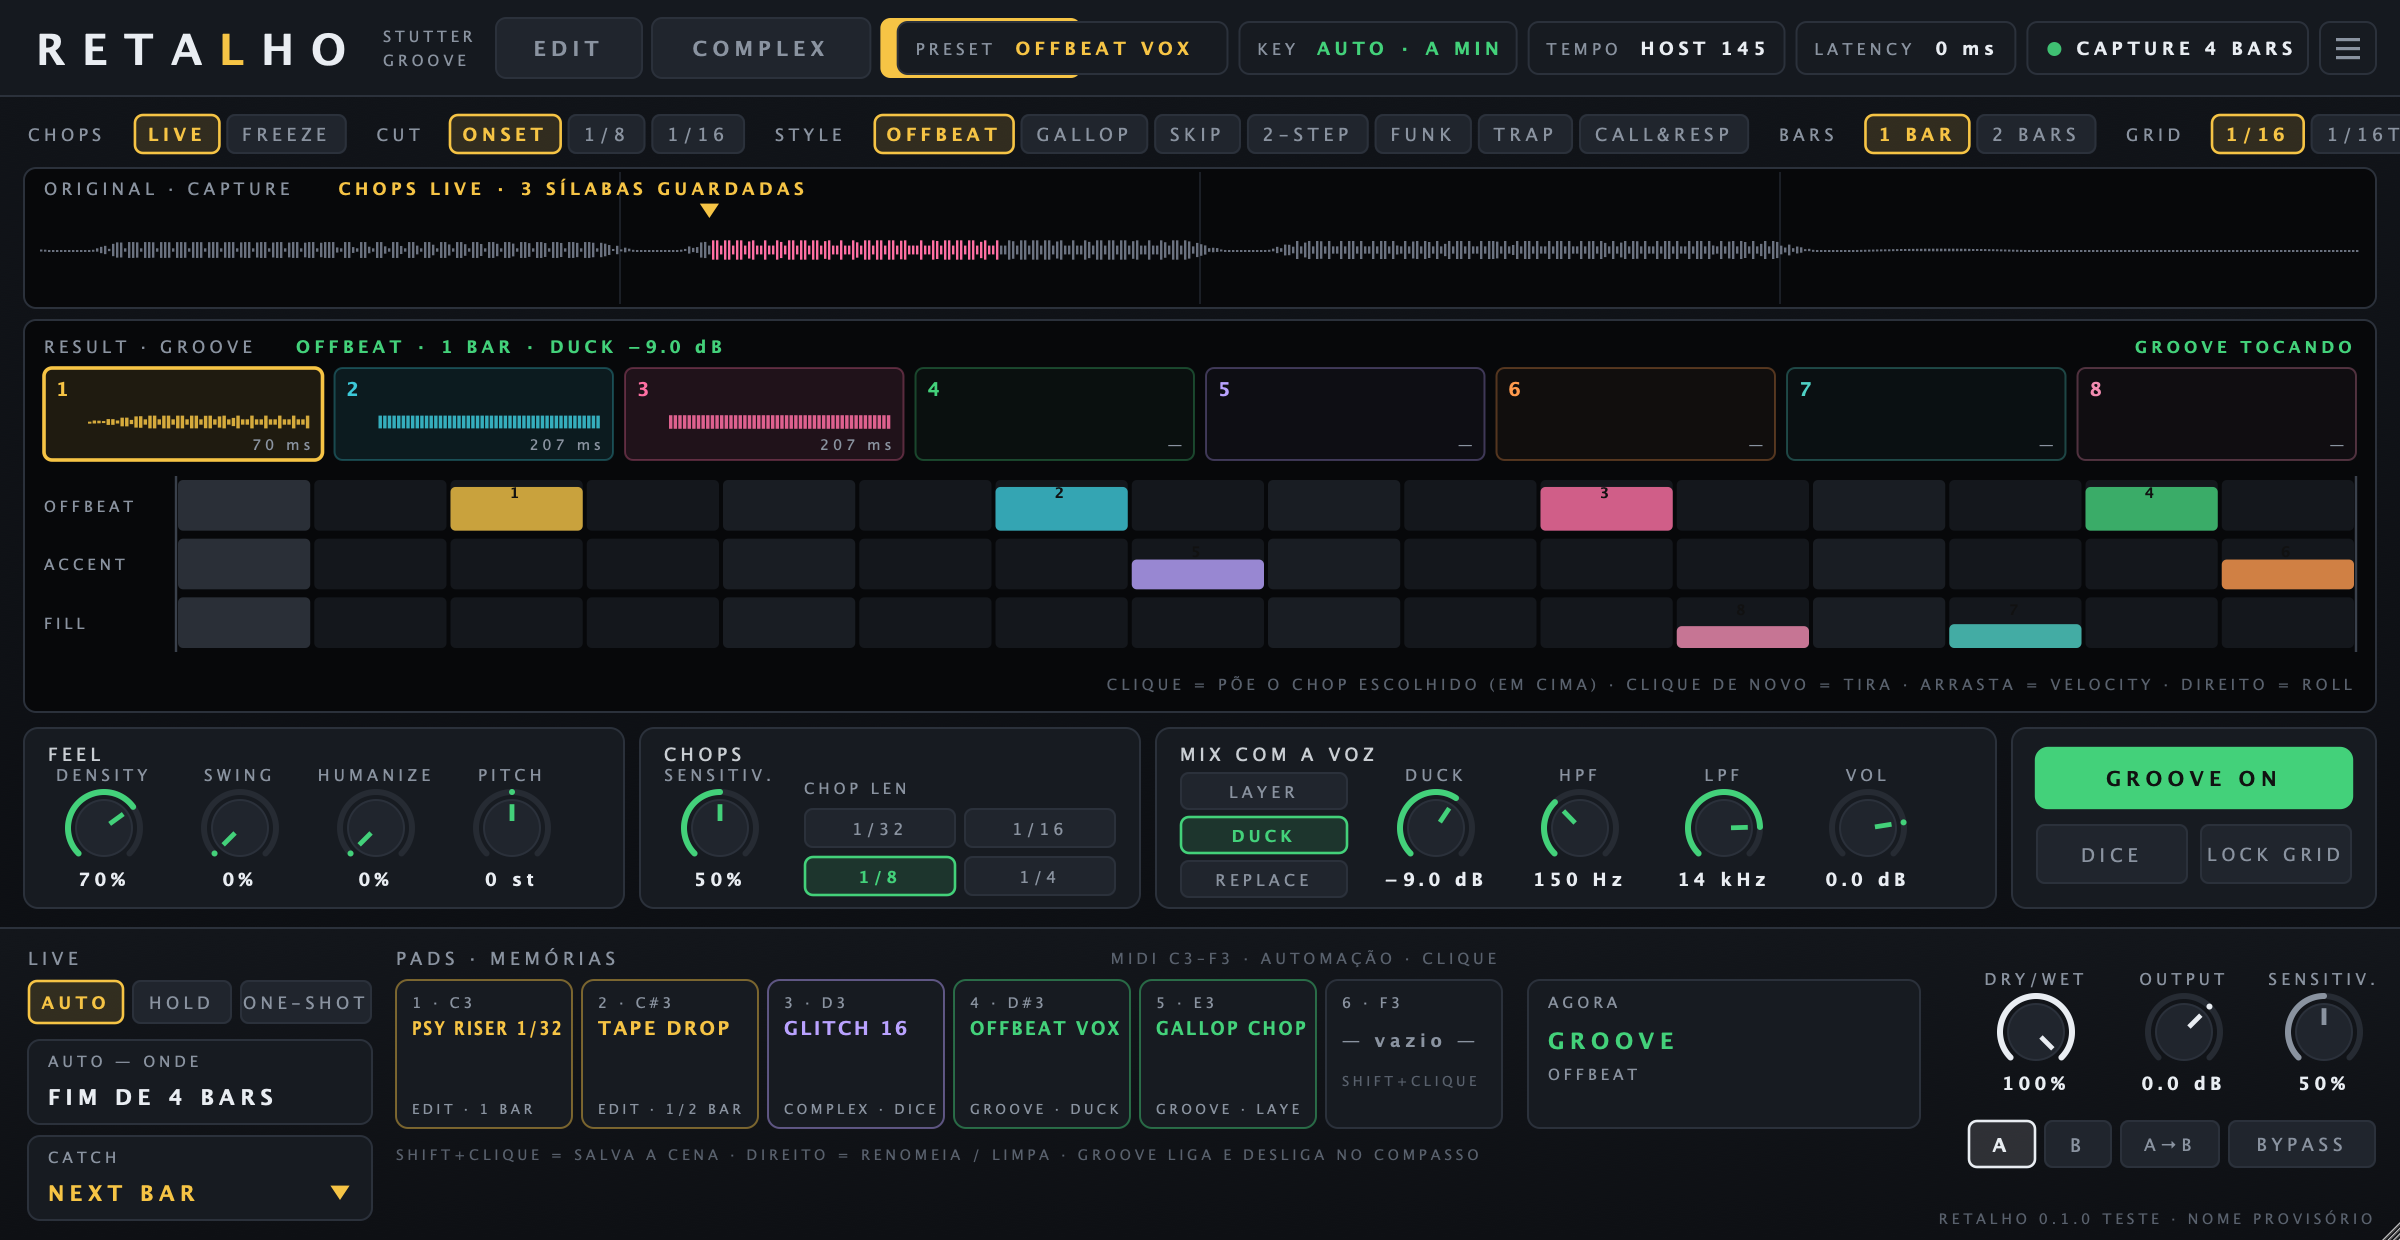 RETALHO
STUTTER
GROOVE
EDIT
COMPLEX
PRESET OFFBEAT VOX
KEY AUTO · A MIN
TEMPO HOST 145
LATENCY 0 ms
CAPTURE 4 BARS
CHOPS LIVE FREEZE CUT ONSET 1/8 1/16 STYLE OFFBEAT GALLOP SKIP 2-STEP FUNK TRAP CALL&RESP BARS 1 BAR 2 BARS GRID 1/16 1/16T
ORIGINAL · CAPTURE CHOPS LIVE · 3 SÍLABAS GUARDADAS
RESULT · GROOVE OFFBEAT · 1 BAR · DUCK −9.0 dB GROOVE TOCANDO
1 2 3 4 5 6 7 8
70 ms 207 ms 207 ms — — — — —
OFFBEAT 1 2 3 4
ACCENT 5 6
FILL 8 7
CLIQUE = PÕE O CHOP ESCOLHIDO (EM CIMA) · CLIQUE DE NOVO = TIRA · ARRASTA = VELOCITY · DIREITO = ROLL
FEEL
DENSITY SWING HUMANIZE PITCH
70% 0% 0% 0 st
CHOPS
SENSITIV. CHOP LEN
1/32 1/16
1/8 1/4
50%
MIX COM A VOZ
LAYER
DUCK
REPLACE
DUCK HPF LPF VOL
−9.0 dB 150 Hz 14 kHz 0.0 dB
GROOVE ON
DICE LOCK GRID
LIVE
AUTO HOLD ONE-SHOT
AUTO — ONDE
FIM DE 4 BARS
CATCH
NEXT BAR
PADS · MEMÓRIAS MIDI C3-F3 · AUTOMAÇÃO · CLIQUE
1 · C3
PSY RISER 1/32
EDIT · 1 BAR
2 · C#3
TAPE DROP
EDIT · 1/2 BAR
3 · D3
GLITCH 16
COMPLEX · DICE
4 · D#3
OFFBEAT VOX
GROOVE · DUCK
5 · E3
GALLOP CHOP
GROOVE · LAYE
6 · F3
— vazio —
SHIFT+CLIQUE
SHIFT+CLIQUE = SALVA A CENA · DIREITO = RENOMEIA / LIMPA · GROOVE LIGA E DESLIGA NO COMPASSO
AGORA
GROOVE
OFFBEAT
DRY/WET OUTPUT SENSITIV.
100% 0.0 dB 50%
A B A→B BYPASS
RETALHO 0.1.0 TESTE · NOME PROVISÓRIO